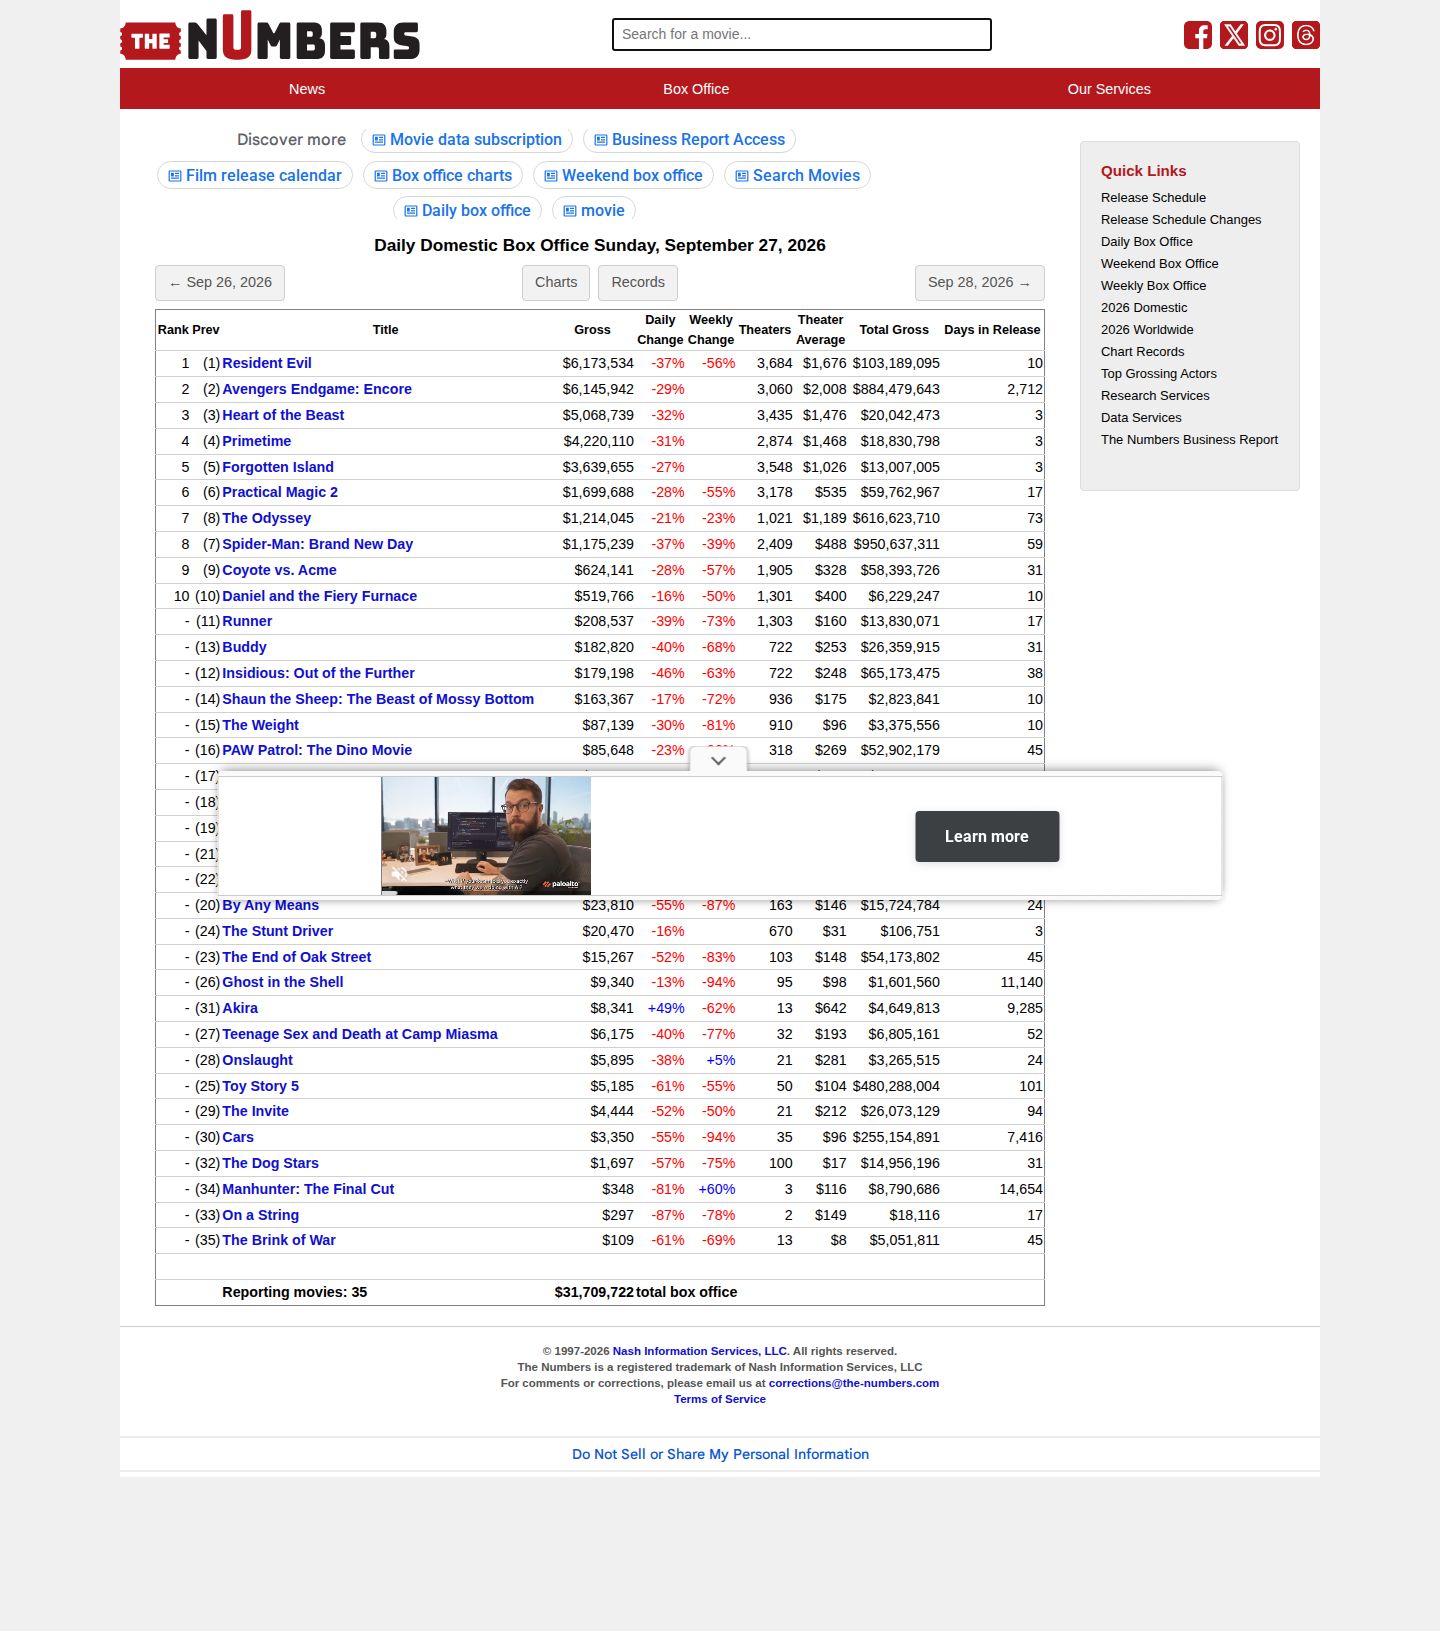 THE NUMBERS
Search for a movie...
News Box Office Our Services
Discover more Movie data subscription Business Report Access
Film release calendar Box office charts Weekend box office Search Movies
Daily box office movie
Quick Links
Release Schedule
Release Schedule Changes
Daily Box Office
Weekend Box Office
Weekly Box Office
2026 Domestic
2026 Worldwide
Chart Records
Top Grossing Actors
Research Services
Data Services
The Numbers Business Report
Daily Domestic Box Office Sunday, September 27, 2026
← Sep 26, 2026 Charts Records Sep 28, 2026 →
Rank Prev Title Gross Daily Change Weekly Change Theaters Theater Average Total Gross Days in Release
1 (1) Resident Evil $6,173,534 -37% -56% 3,684 $1,676 $103,189,095 10
2 (2) Avengers Endgame: Encore $6,145,942 -29% 3,060 $2,008 $884,479,643 2,712
3 (3) Heart of the Beast $5,068,739 -32% 3,435 $1,476 $20,042,473 3
4 (4) Primetime $4,220,110 -31% 2,874 $1,468 $18,830,798 3
5 (5) Forgotten Island $3,639,655 -27% 3,548 $1,026 $13,007,005 3
6 (6) Practical Magic 2 $1,699,688 -28% -55% 3,178 $535 $59,762,967 17
7 (8) The Odyssey $1,214,045 -21% -23% 1,021 $1,189 $616,623,710 73
8 (7) Spider-Man: Brand New Day $1,175,239 -37% -39% 2,409 $488 $950,637,311 59
9 (9) Coyote vs. Acme $624,141 -28% -57% 1,905 $328 $58,393,726 31
10 (10) Daniel and the Fiery Furnace $519,766 -16% -50% 1,301 $400 $6,229,247 10
- (11) Runner $208,537 -39% -73% 1,303 $160 $13,830,071 17
- (13) Buddy $182,820 -40% -68% 722 $253 $26,359,915 31
- (12) Insidious: Out of the Further $179,198 -46% -63% 722 $248 $65,173,475 38
- (14) Shaun the Sheep: The Beast of Mossy Bottom $163,367 -17% -72% 936 $175 $2,823,841 10
- (15) The Weight $87,139 -30% -81% 910 $96 $3,375,556 10
- (16) PAW Patrol: The Dino Movie $85,648 -23% 318 $269 $52,902,179 45
- (17)
- (18)
- (19)
- (21)
- (22)
paloalto
Learn more
- (20) By Any Means $23,810 -55% -87% 163 $146 $15,724,784 24
- (24) The Stunt Driver $20,470 -16% 670 $31 $106,751 3
- (23) The End of Oak Street $15,267 -52% -83% 103 $148 $54,173,802 45
- (26) Ghost in the Shell $9,340 -13% -94% 95 $98 $1,601,560 11,140
- (31) Akira $8,341 +49% -62% 13 $642 $4,649,813 9,285
- (27) Teenage Sex and Death at Camp Miasma $6,175 -40% -77% 32 $193 $6,805,161 52
- (28) Onslaught $5,895 -38% +5% 21 $281 $3,265,515 24
- (25) Toy Story 5 $5,185 -61% -55% 50 $104 $480,288,004 101
- (29) The Invite $4,444 -52% -50% 21 $212 $26,073,129 94
- (30) Cars $3,350 -55% -94% 35 $96 $255,154,891 7,416
- (32) The Dog Stars $1,697 -57% -75% 100 $17 $14,956,196 31
- (34) Manhunter: The Final Cut $348 -81% +60% 3 $116 $8,790,686 14,654
- (33) On a String $297 -87% -78% 2 $149 $18,116 17
- (35) The Brink of War $109 -61% -69% 13 $8 $5,051,811 45
Reporting movies: 35 $31,709,722 total box office
© 1997-2026 Nash Information Services, LLC. All rights reserved.
The Numbers is a registered trademark of Nash Information Services, LLC
For comments or corrections, please email us at corrections@the-numbers.com
Terms of Service
Do Not Sell or Share My Personal Information